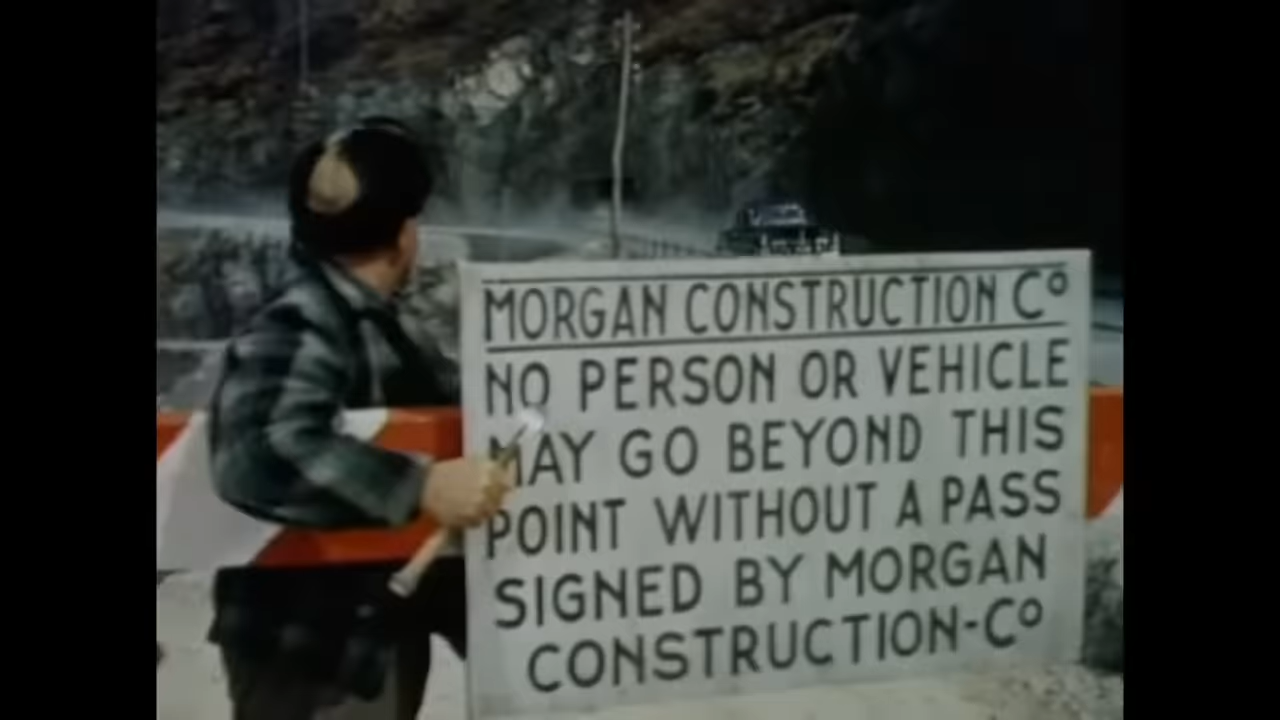 MORGAN CONSTRUCTION Cº
NO PERSON OR VEHICLE
MAY GO BEYOND THIS
POINT WITHOUT A PASS
SIGNED BY MORGAN
CONSTRUCTION-Cº